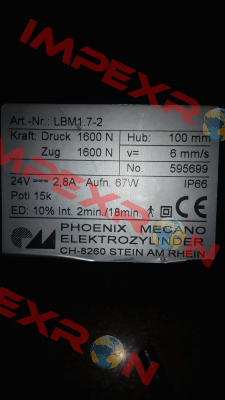 Art.-Nr.: LBM1.7-2
Kraft: Druck 1600 N Hub: 100 mm
Zug 1600 N v= 6 mm/s
No 595699
24V 2,8A Aufn. 67W IP66
Poti 15k
ED: 10% Int. 2min./18min. CE
PHOENIX MECANO
ELEKTROZYLINDER
CH-8260 STEIN AM RHEIN
IMPEXRON
IMPEXRON
IMPEXRON